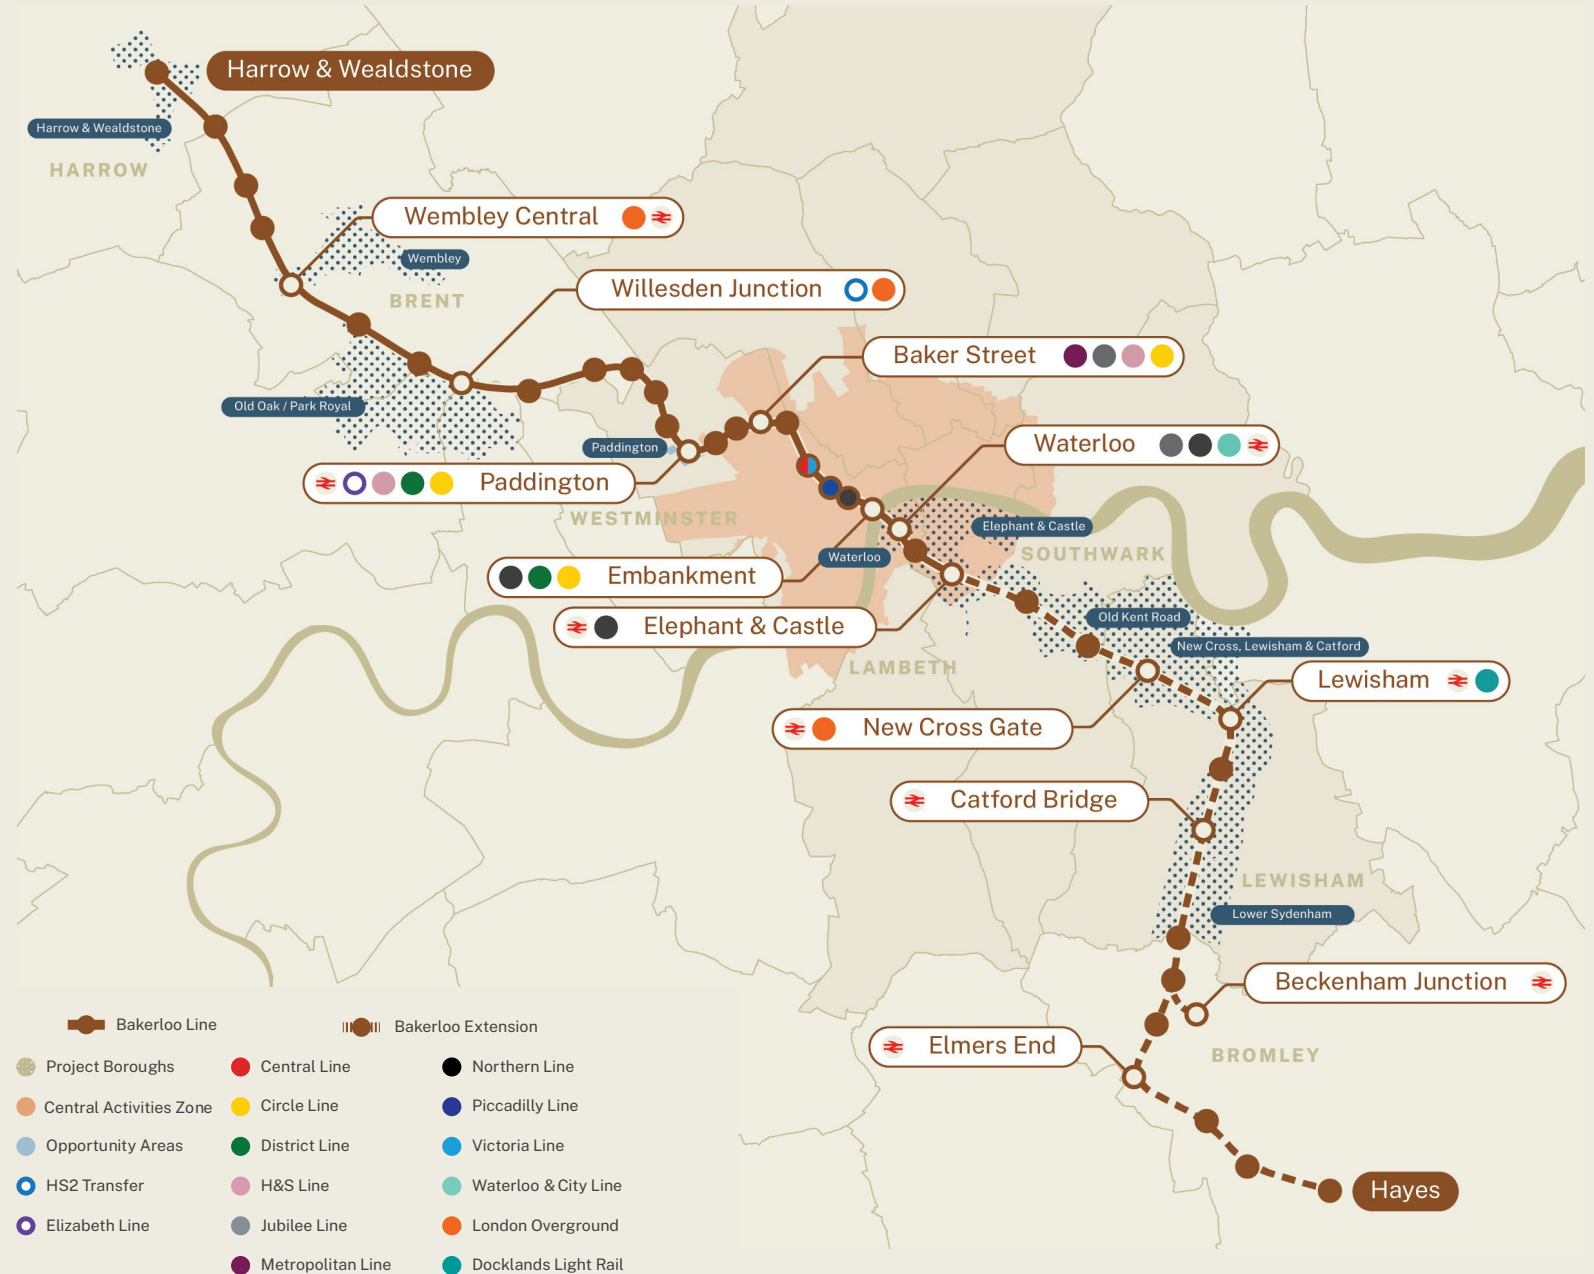 Harrow & Wealdstone
Harrow & Wealdstone
HARROW
Wembley Central
Wembley
BRENT
Willesden Junction
Baker Street
Old Oak / Park Royal
Paddington
Waterloo
Paddington
WESTMINSTER
Elephant & Castle
SOUTHWARK
Waterloo
Embankment
Elephant & Castle
Old Kent Road
New Cross, Lewisham & Catford
LAMBETH
Lewisham
New Cross Gate
Catford Bridge
LEWISHAM
Lower Sydenham
Beckenham Junction
Elmers End
BROMLEY
Hayes
Bakerloo Line
Bakerloo Extension
Project Boroughs
Central Activities Zone
Opportunity Areas
HS2 Transfer
Elizabeth Line
Central Line
Circle Line
District Line
H&S Line
Jubilee Line
Metropolitan Line
Northern Line
Piccadilly Line
Victoria Line
Waterloo & City Line
London Overground
Docklands Light Rail